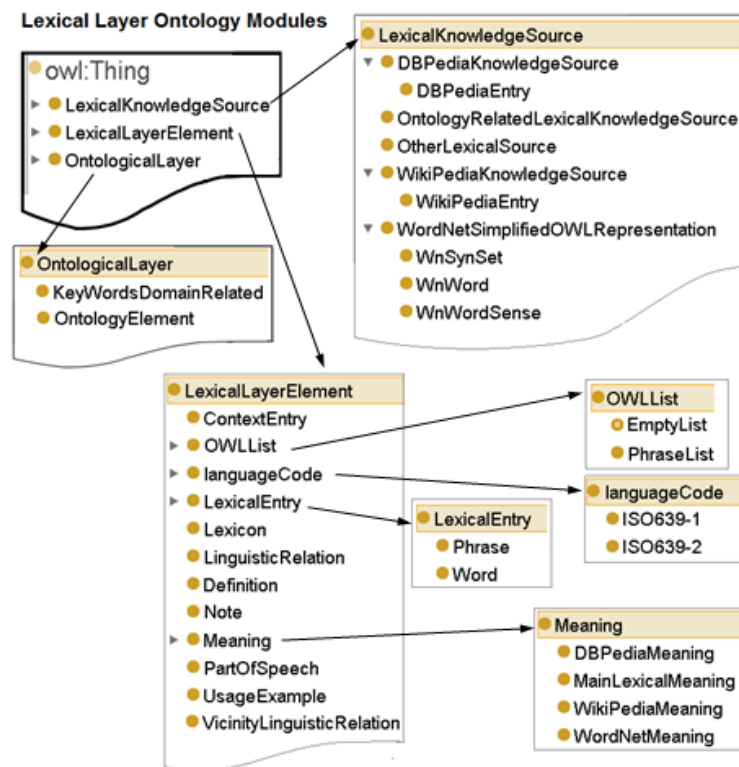 Lexical Layer Ontology Modules
owl:Thing
LexicalKnowledgeSource
LexicalLayerElement
OntologicalLayer
LexicalKnowledgeSource
DBPediaKnowledgeSource
DBPediaEntry
OntologyRelatedLexicalKnowledgeSource
OtherLexicalSource
WikiPediaKnowledgeSource
WikiPediaEntry
WordNetSimplifiedOWLRepresentation
WnSynSet
WnWord
WnWordSense
OntologicalLayer
KeyWordsDomainRelated
OntologyElement
LexicalLayerElement
ContextEntry
OWLList
languageCode
LexicalEntry
Lexicon
LinguisticRelation
Definition
Note
Meaning
PartOfSpeech
UsageExample
VicinityLinguisticRelation
OWLList
EmptyList
PhraseList
languageCode
ISO639-1
ISO639-2
LexicalEntry
Phrase
Word
Meaning
DBPediaMeaning
MainLexicalMeaning
WikiPediaMeaning
WordNetMeaning